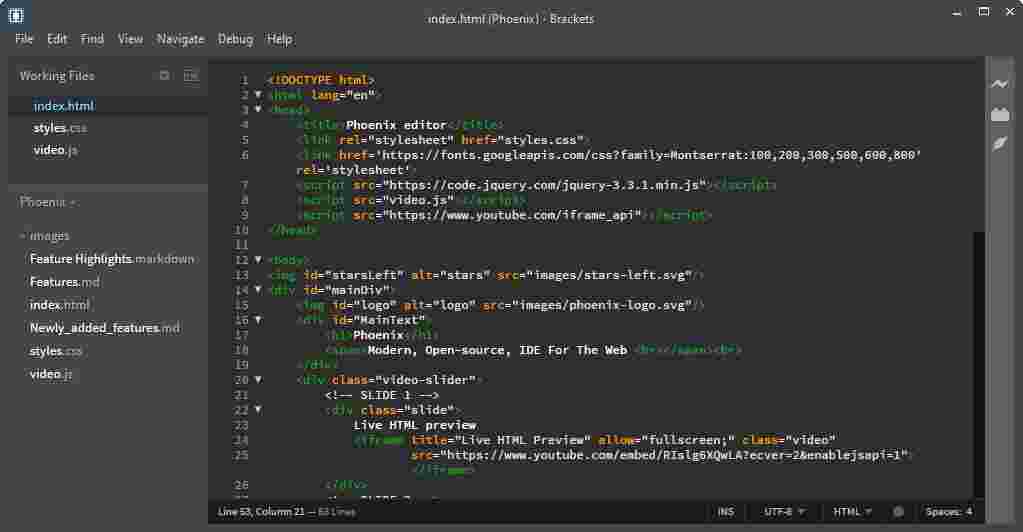 index.html (Phoenix) - Brackets
File Edit Find View Navigate Debug Help
Working Files
index.html
styles.css
video.js
Phoenix
images
Feature Highlights.markdown
Features.md
index.html
Newly_added_features.md
styles.css
video.js
1 <!DOCTYPE html>
2 <html lang="en">
3 <head>
4 <title>Phoenix editor</title>
5 <link rel="stylesheet" href="styles.css">
6 <link href='https://fonts.googleapis.com/css?family=Montserrat:100,200,300,500,600,800'
rel='stylesheet'>
7 <script src="https://code.jquery.com/jquery-3.3.1.min.js"></script>
8 <script src="video.js"></script>
9 <script src="https://www.youtube.com/iframe_api"></script>
10 </head>
11
12 <body>
13 <img id="starsLeft" alt="stars" src="images/stars-left.svg"/>
14 <div id="mainDiv">
15 <img id="logo" alt="logo" src="images/phoenix-logo.svg"/>
16 <div id="MainText">
17 <h1>Phoenix</h1>
18 <span>Modern, Open-source, IDE For The Web <br></span><br>
19 </div>
20 <div class="video-slider">
21 <!-- SLIDE 1 -->
22 <div class="slide">
23 Live HTML preview
24 <iframe title="Live HTML Preview" allow="fullscreen;" class="video"
25 src="https://www.youtube.com/embed/RIslg6XQwLA?ecver=2&enablejsapi=1">
</iframe>
26 </div>
Line 53, Column 21 — 63 Lines
INS UTF-8 HTML Spaces: 4